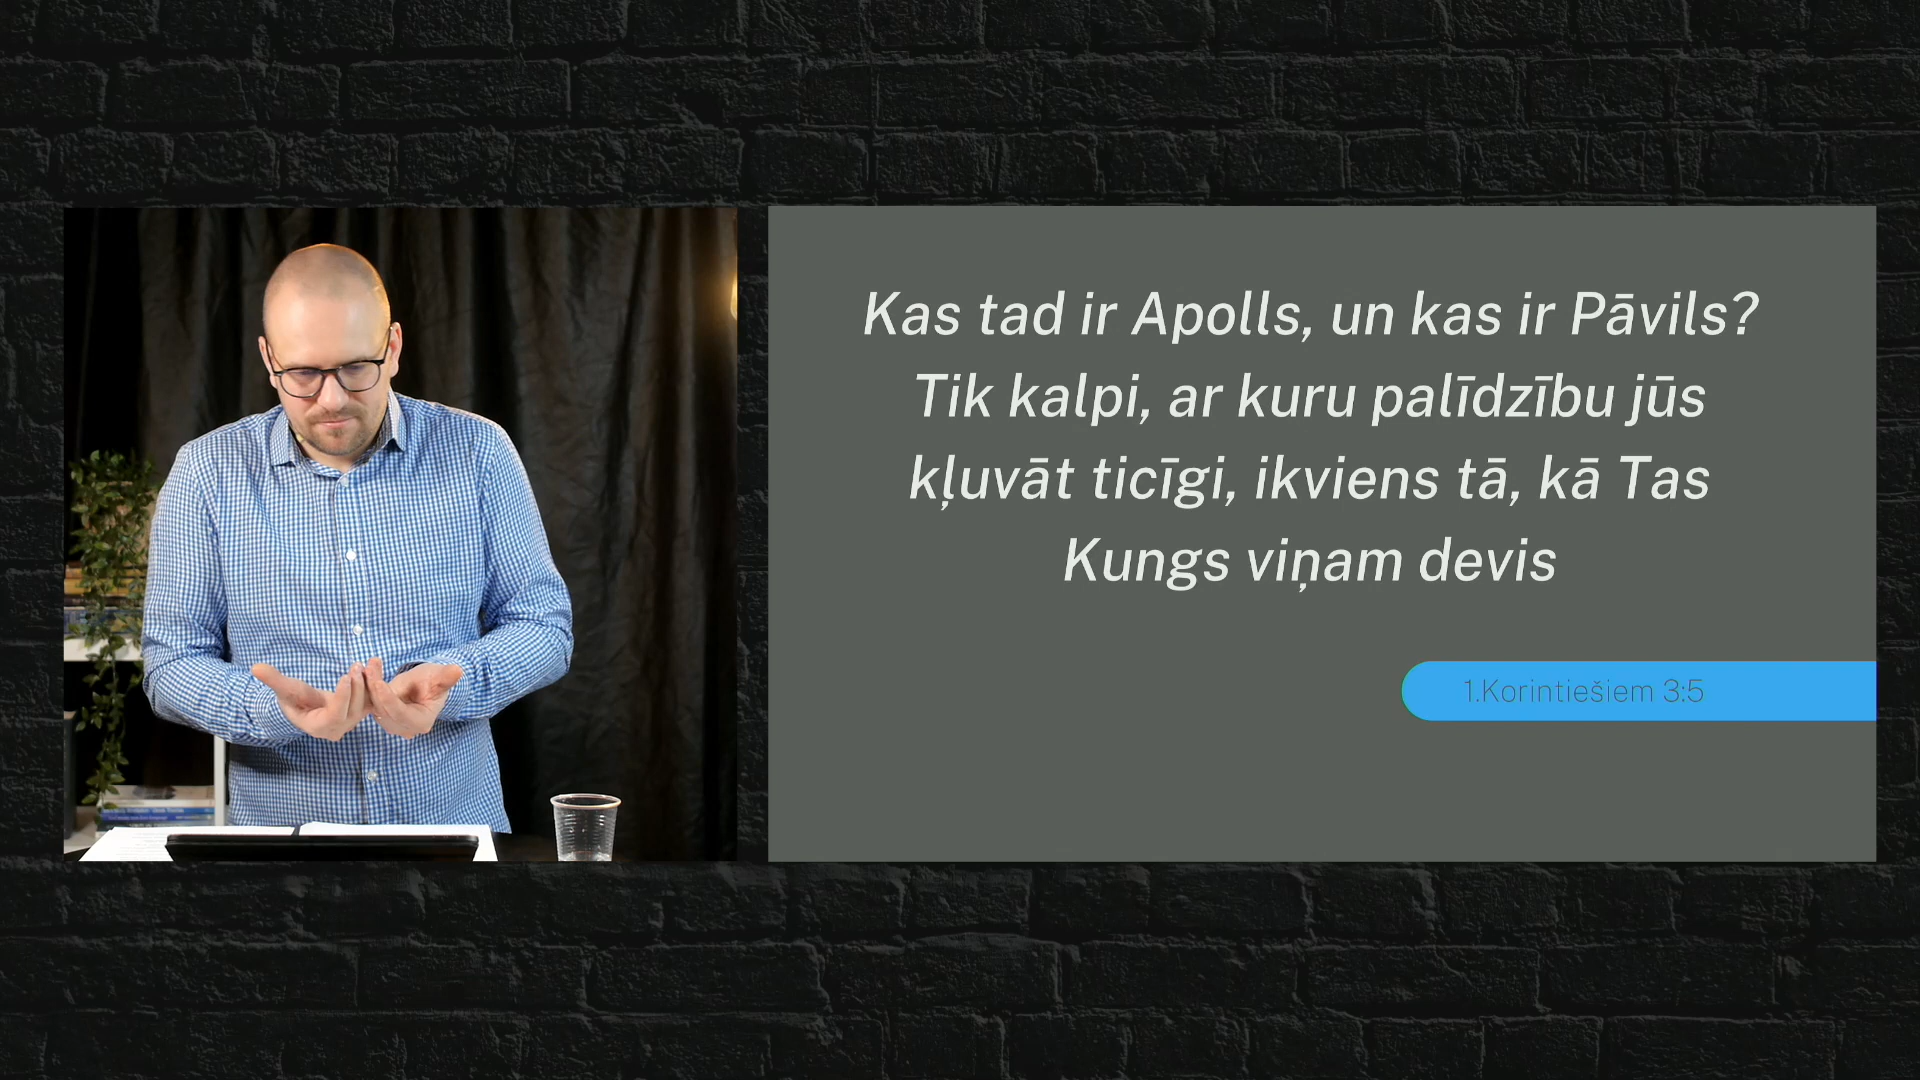 Kas tad ir Apolls, un kas ir Pāvils?
Tik kalpi, ar kuru palīdzību jūs
kļuvāt ticīgi, ikviens tā, kā Tas
Kungs viņam devis
1.Korintiešiem 3:5